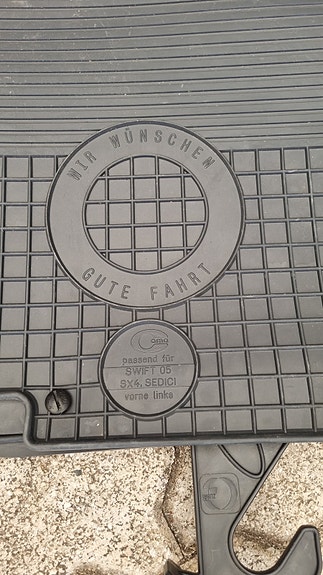 WIR WÜNSCHEN
GUTE FAHRT
passend für
SWIFT 05
SX4, SEDICI
vorne links